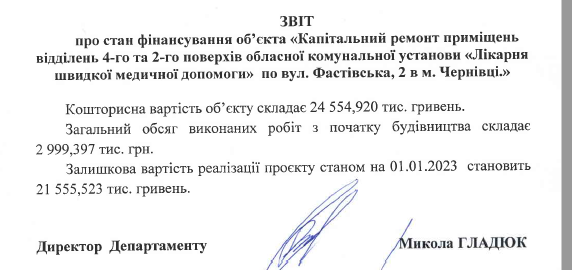 ЗВІТ
про стан фінансування об’єкта «Капітальний ремонт приміщень
відділень 4-го та 2-го поверхів обласної комунальної установи «Лікарня
швидкої медичної допомоги» по вул. Фастівська, 2 в м. Чернівці.»
Кошторисна вартість об’єкту складає 24 554,920 тис. гривень.
Загальний обсяг виконаних робіт з початку будівництва складає
2 999,397 тис. грн.
Залишкова вартість реалізації проєкту станом на 01.01.2023 становить
21 555,523 тис. гривень.
Директор Департаменту Микола ГЛАДЮК